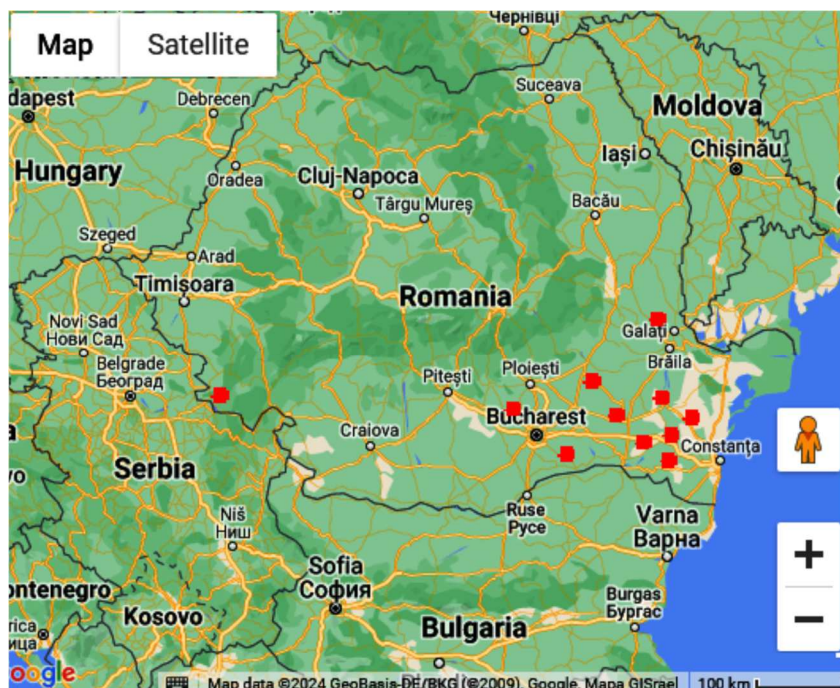 Map
Satellite
Чернівці
dapest
Debrecen
Suceava
Moldova
Iași
Chișinău
Hungary
Oradea
Cluj-Napoca
Târgu Mureș
Bacău
Szeged
Arad
Timișoara
Romania
Novi Sad
Нови Сад
Galați
Brăila
Belgrade
Београд
Pitești
Ploiești
Bucharest
Craiova
Constanța
Serbia
Ruse
Русе
Varna
Варна
Niš
Ниш
Sofia
София
ontenegro
Kosovo
Burgas
Бургас
rica
ица
Bulgaria
oogle
Map data ©2024 GeoBasis-DE/BKG (©2009), Google, Mapa GISrael
100 km